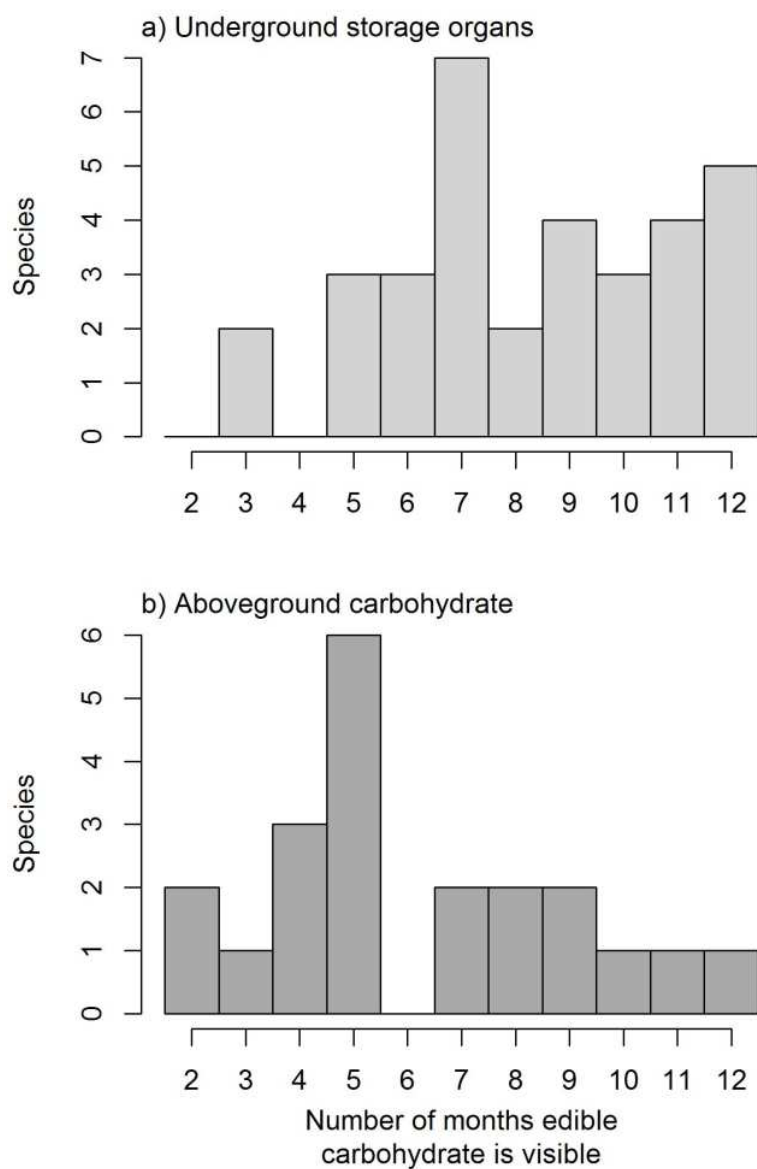 a) Underground storage organs
7
6
5
4
3
2
1
0
Species
2 3 4 5 6 7 8 9 10 11 12
b) Aboveground carbohydrate
6
5
4
3
2
1
0
Species
2 3 4 5 6 7 8 9 10 11 12
Number of months edible
carbohydrate is visible